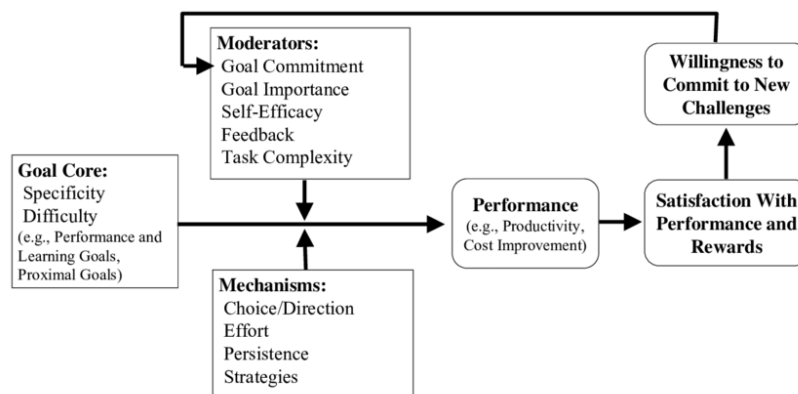 Moderators:
Goal Commitment
Goal Importance
Self-Efficacy
Feedback
Task Complexity
Willingness to
Commit to New
Challenges
Goal Core:
Specificity
Difficulty
(e.g., Performance and
Learning Goals,
Proximal Goals)
Performance
(e.g., Productivity,
Cost Improvement)
Satisfaction With
Performance and
Rewards
Mechanisms:
Choice/Direction
Effort
Persistence
Strategies